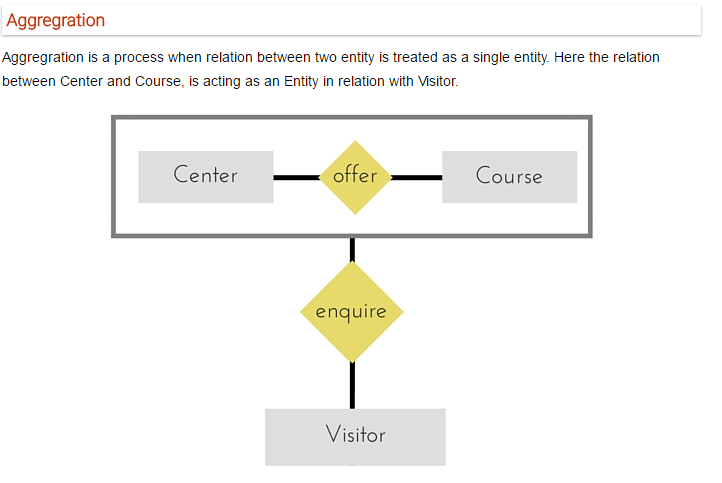 Aggregration
Aggregration is a process when relation between two entity is treated as a single entity. Here the relation
between Center and Course, is acting as an Entity in relation with Visitor.
Center
offer
Course
enquire
Visitor